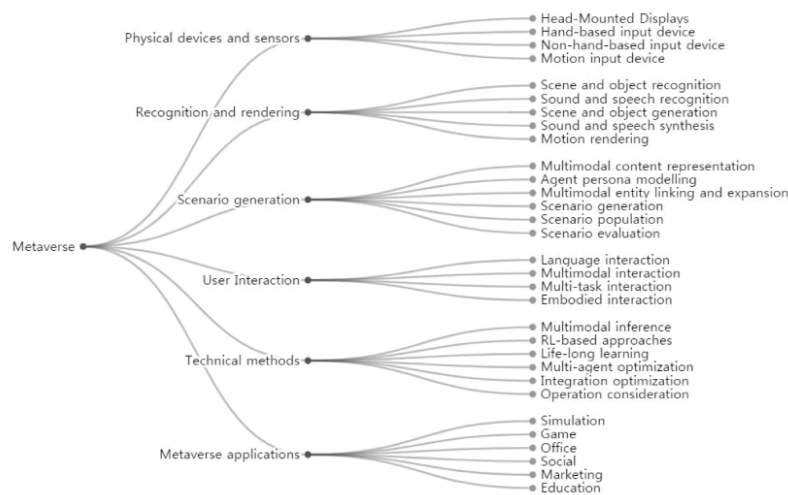 Head-Mounted Displays
Physical devices and sensors
Hand-based input device
Non-hand-based input device
Motion input device
Scene and object recognition
Sound and speech recognition
Recognition and rendering
Scene and object generation
Sound and speech synthesis
Motion rendering
Multimodal content representation
Agent persona modelling
Multimodal entity linking and expansion
Scenario generation
Scenario generation
Scenario population
Scenario evaluation
Metaverse
Language interaction
Multimodal interaction
User Interaction
Multi-task interaction
Embodied interaction
Multimodal inference
RL-based approaches
Life-long learning
Technical methods
Multi-agent optimization
Integration optimization
Operation consideration
Simulation
Game
Office
Metaverse applications
Social
Marketing
Education